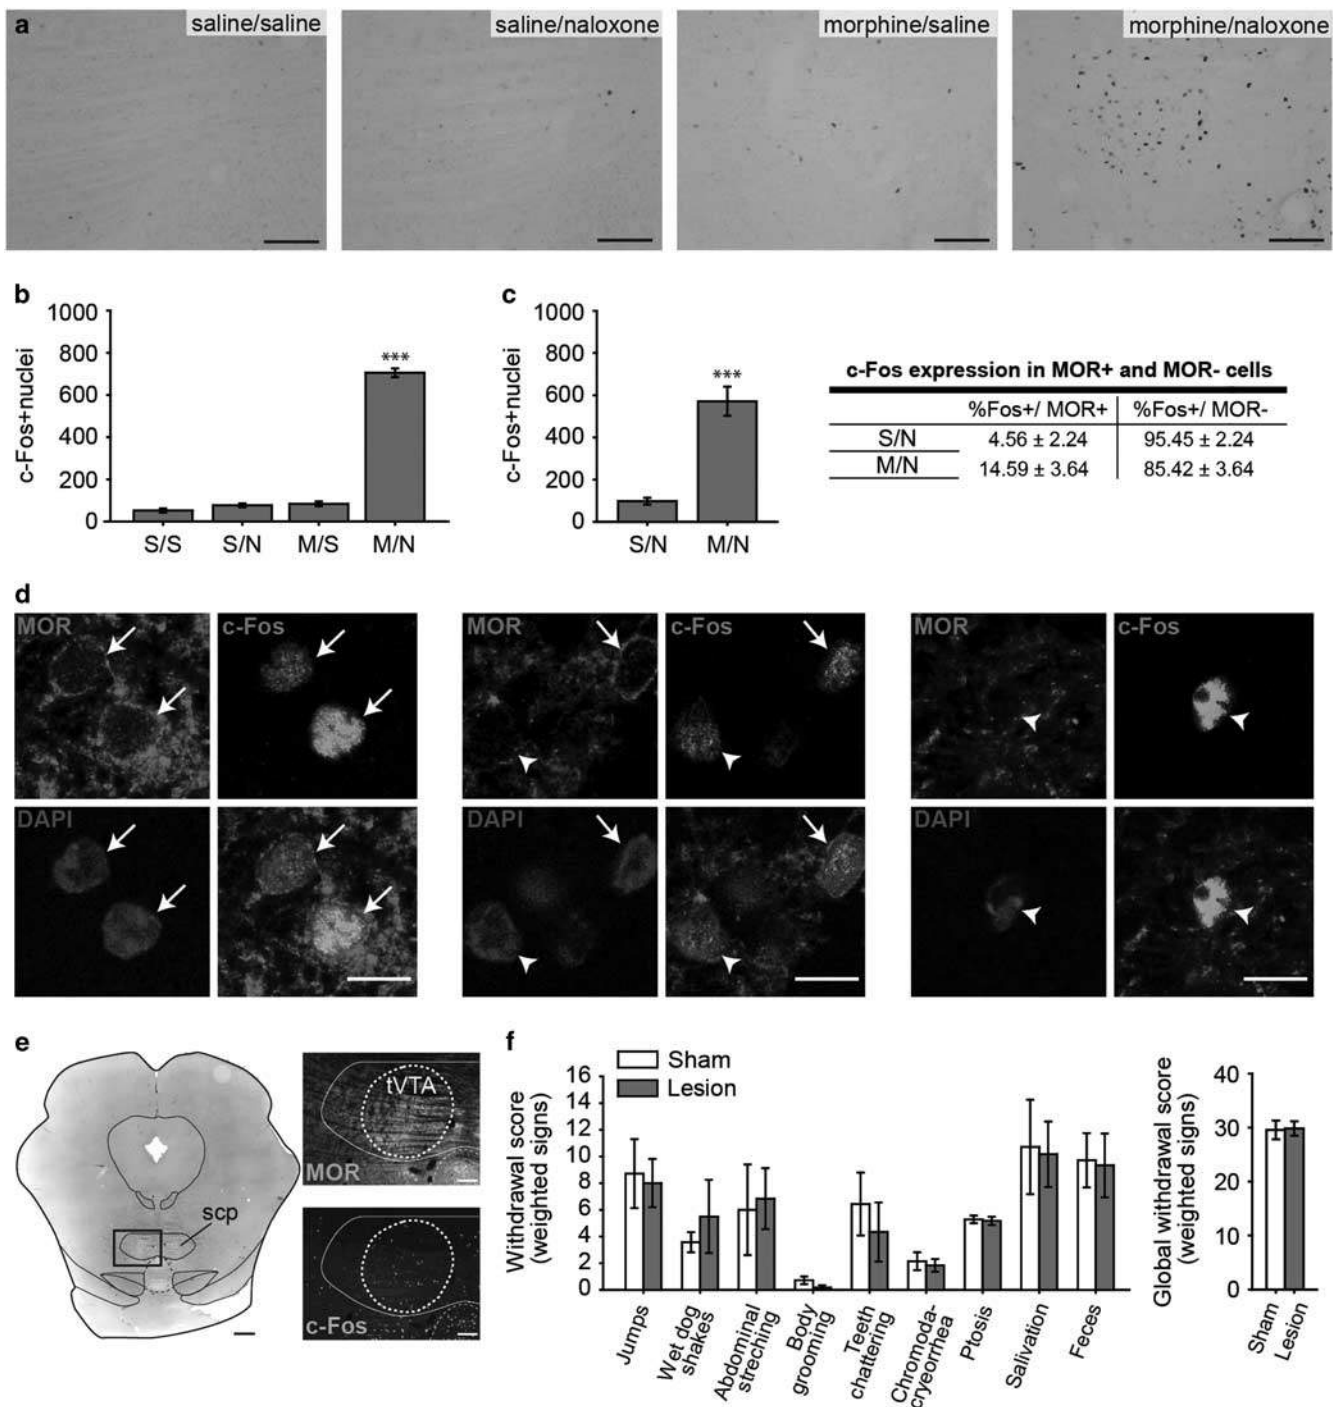 a
saline/saline
saline/naloxone
morphine/saline
morphine/naloxone
b
c-Fos+nuclei
1000
800
600
400
200
0
***
S/S
S/N
M/S
M/N
c
c-Fos+nuclei
1000
800
600
400
200
0
***
S/N
M/N
c-Fos expression in MOR+ and MOR- cells
%Fos+/ MOR+ %Fos+/ MOR-
S/N 4.56 ± 2.24 95.45 ± 2.24
M/N 14.59 ± 3.64 85.42 ± 3.64
d
MOR
c-Fos
MOR
c-Fos
MOR
c-Fos
DAPI
DAPI
DAPI
e
scp
tVTA
MOR
c-Fos
f
Sham
Lesion
Withdrawal score
(weighted signs)
16
14
12
10
8
6
4
2
0
Jumps
Wet dog
shakes
Abdominal
streching
Body
grooming
Teeth
chattering
Chromoda-
cryeorrhea
Ptosis
Salivation
Feces
Global withdrawal score
(weighted signs)
40
30
20
10
0
Sham
Lesion